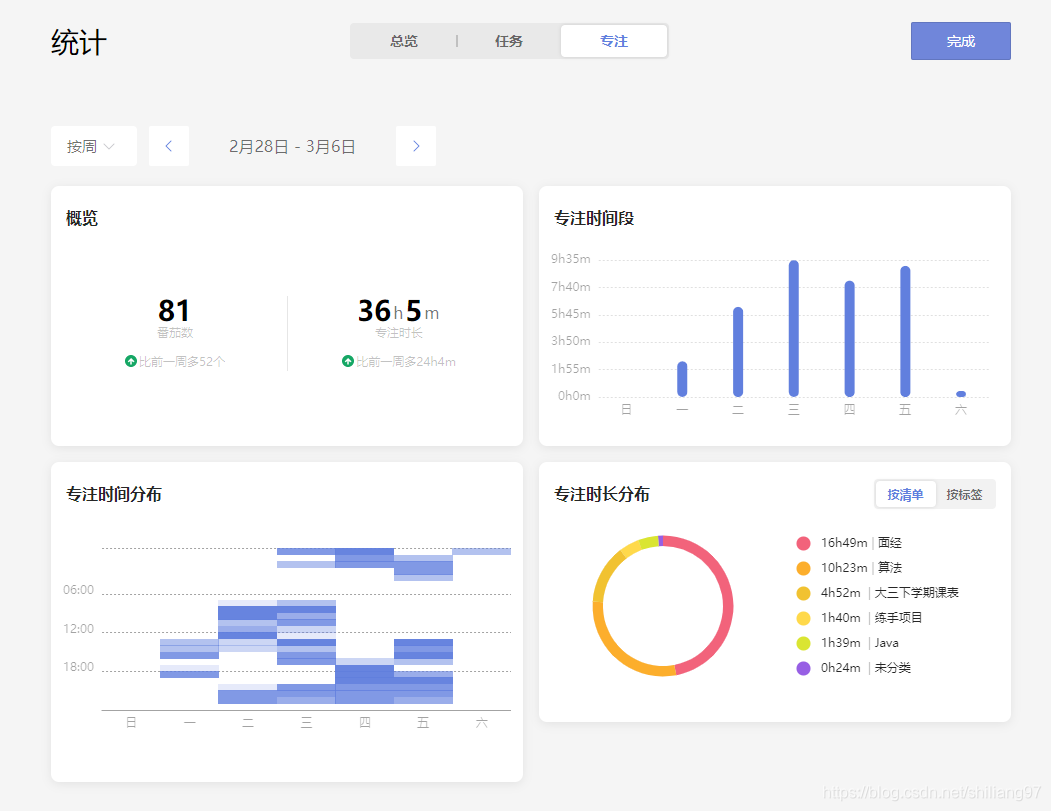 统计
总览 | 任务 专注
完成
按周
2月28日 - 3月6日
概览
81
番茄数
比前一周多52个
36h5m
专注时长
比前一周多24h4m
专注时间段
9h35m
7h40m
5h45m
3h50m
1h55m
0h0m
日 一 二 三 四 五 六
专注时间分布
06:00
12:00
18:00
日 一 二 三 四 五 六
专注时长分布
按清单 按标签
16h49m | 面经
10h23m | 算法
4h52m | 大三下学期课表
1h40m | 练手项目
1h39m | Java
0h24m | 未分类
https://blog.csdn.net/shiliang97